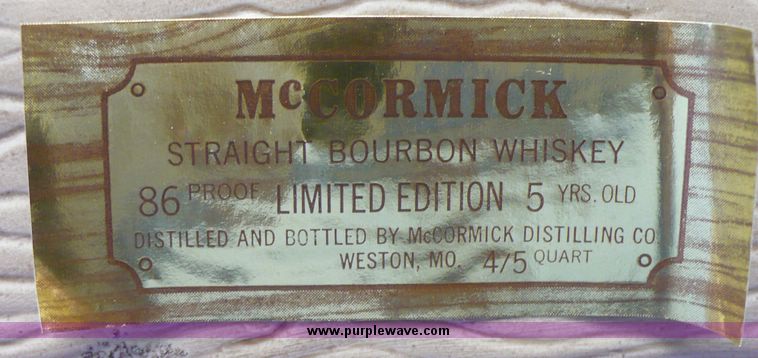 McCORMICK
STRAIGHT BOURBON WHISKEY
86 PROOF LIMITED EDITION 5 YRS. OLD
DISTILLED AND BOTTLED BY McCORMICK DISTILLING CO.
WESTON, MO. 4/5 QUART
www.purplewave.com